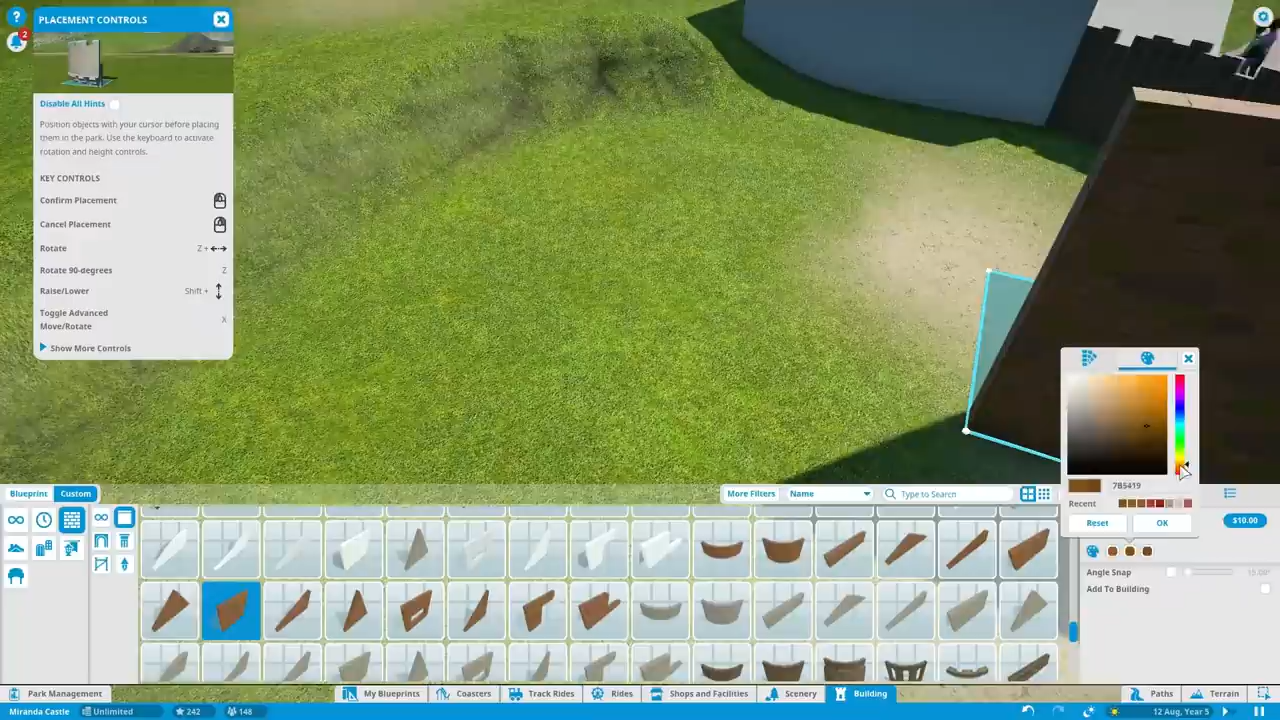 ?
2
PLACEMENT CONTROLS
Disable All Hints
Position objects with your cursor before placing
them in the park. Use the keyboard to activate
rotation and height controls.
KEY CONTROLS
Confirm Placement
Cancel Placement
Rotate Z +
Rotate 90-degrees Z
Raise/Lower Shift +
Toggle Advanced
Move/Rotate X
Show More Controls
Blueprint Custom
More Filters Name Type to Search
7B5419
Recent
Reset OK
$10.00
Angle Snap 15.00°
Add To Building
Park Management My Blueprints Coasters Track Rides Rides Shops and Facilities Scenery Building Paths Terrain
Miranda Castle Unlimited 242 148 12 Aug, Year 5